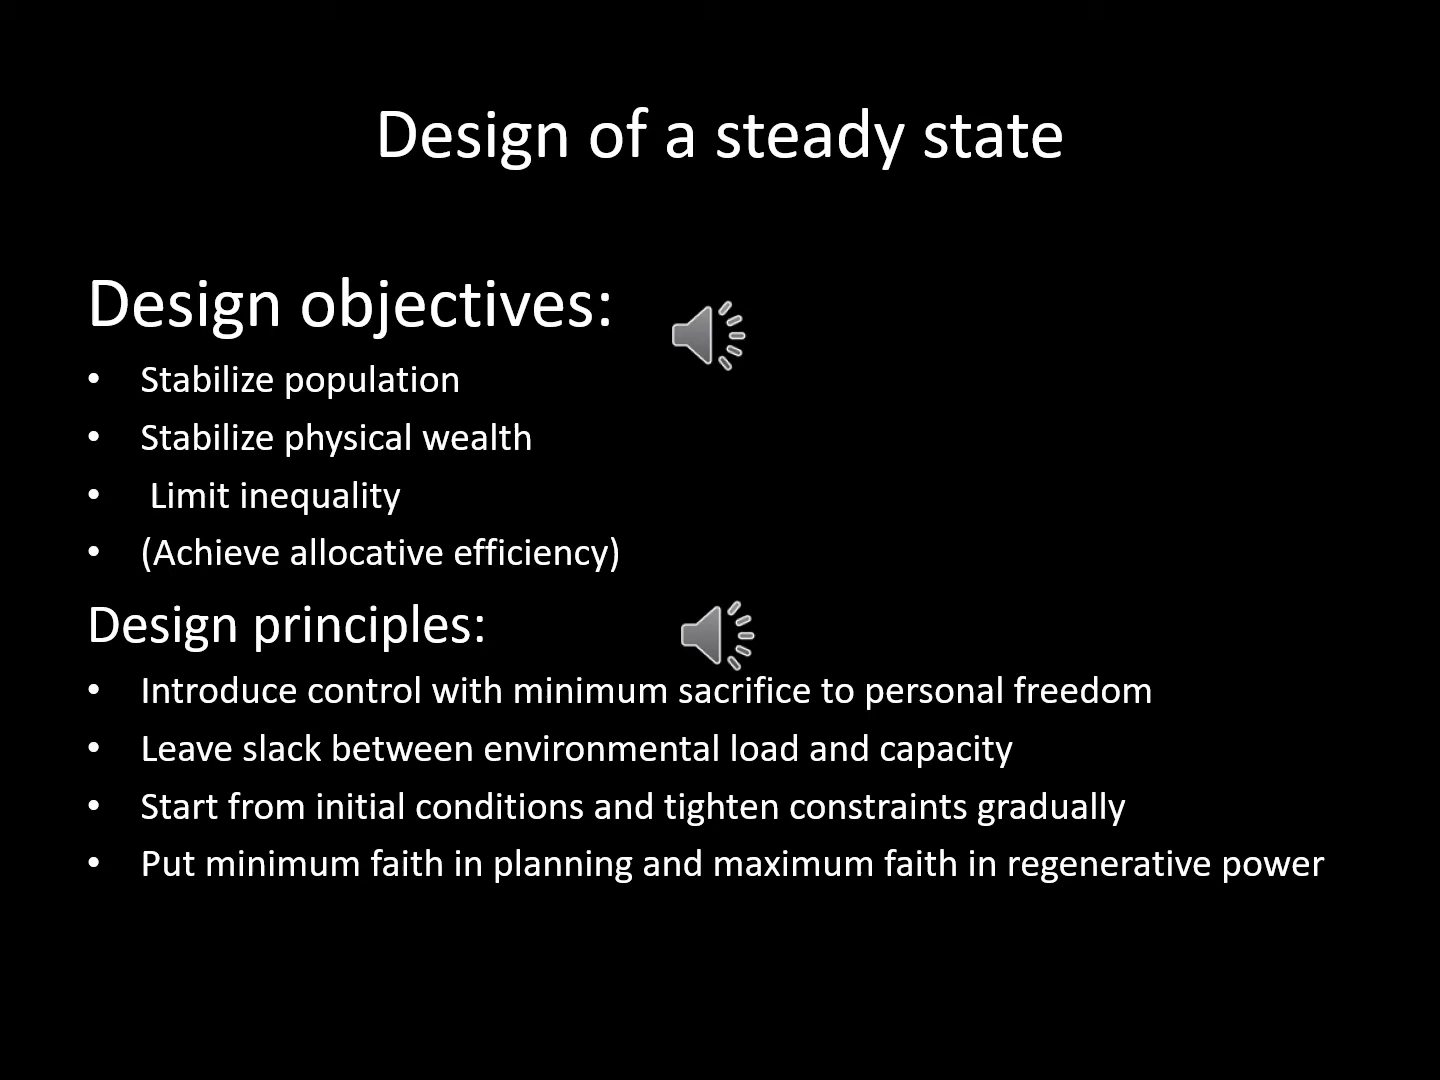 Design of a steady state
Design objectives:
• Stabilize population
• Stabilize physical wealth
• Limit inequality
• (Achieve allocative efficiency)
Design principles:
• Introduce control with minimum sacrifice to personal freedom
• Leave slack between environmental load and capacity
• Start from initial conditions and tighten constraints gradually
• Put minimum faith in planning and maximum faith in regenerative power